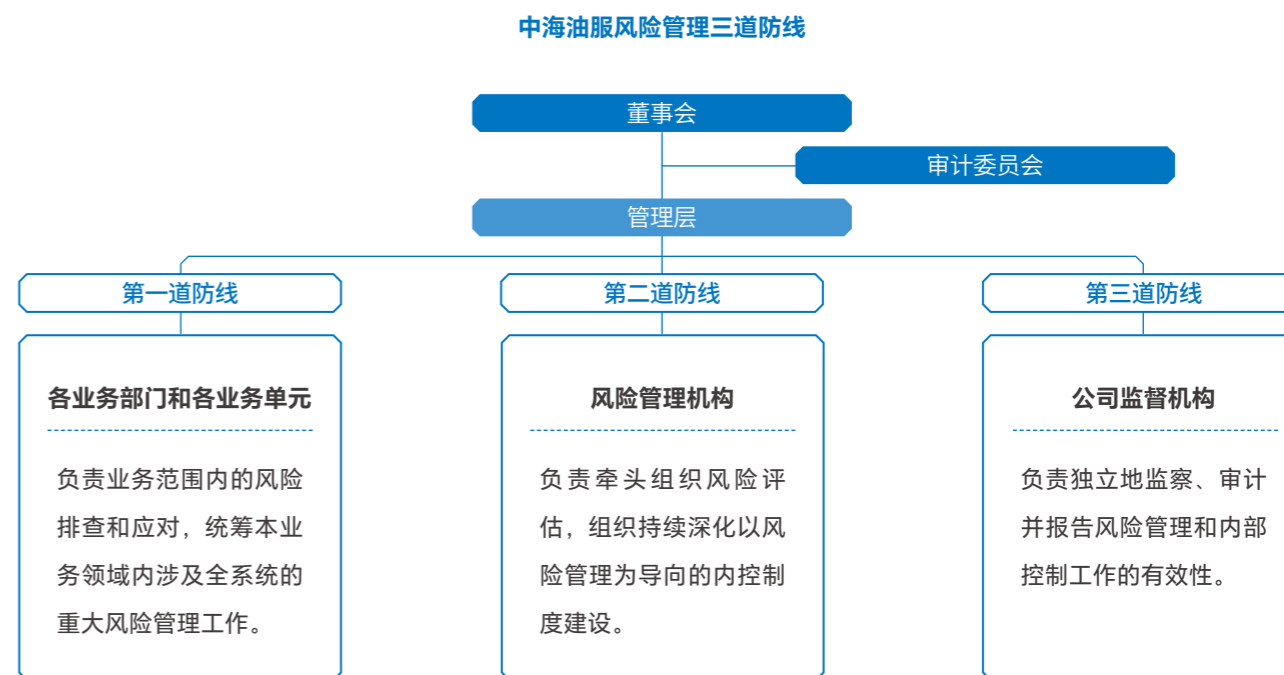 中海油服风险管理三道防线
董事会
审计委员会
管理层
第一道防线
第二道防线
第三道防线
各业务部门和各业务单元
负责业务范围内的风险
排查和应对，统筹本业
务领域内涉及全系统的
重大风险管理工作。
风险管理机构
负责牵头组织风险评
估，组织持续深化以风
险管理为导向的内控制
度建设。
公司监督机构
负责独立地监察、审计
并报告风险管理和内部
控制工作的有效性。